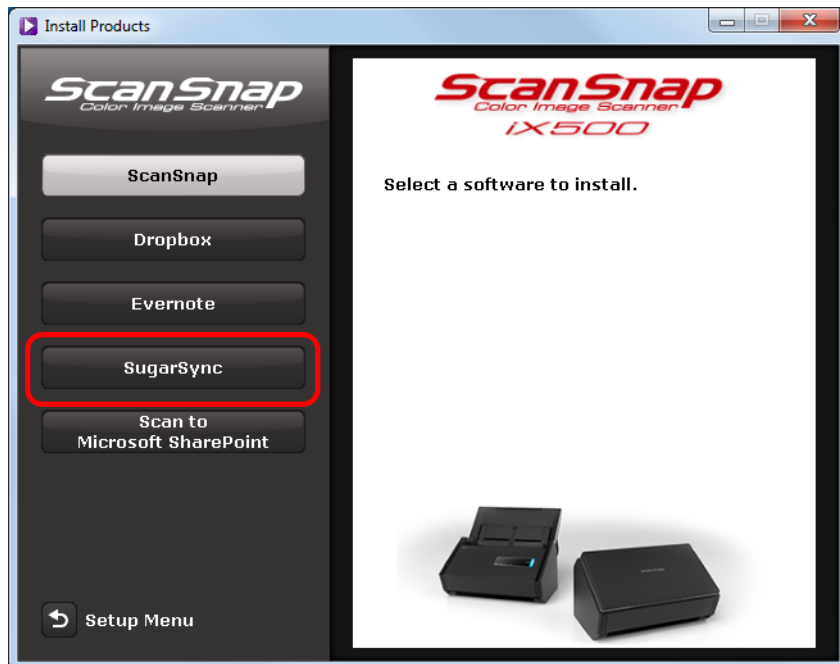 Install Products
ScanSnap
Color Image Scanner
ScanSnap
Dropbox
Evernote
SugarSync
Scan to
Microsoft SharePoint
Setup Menu
ScanSnap
Color Image Scanner
iX500
Select a software to install.